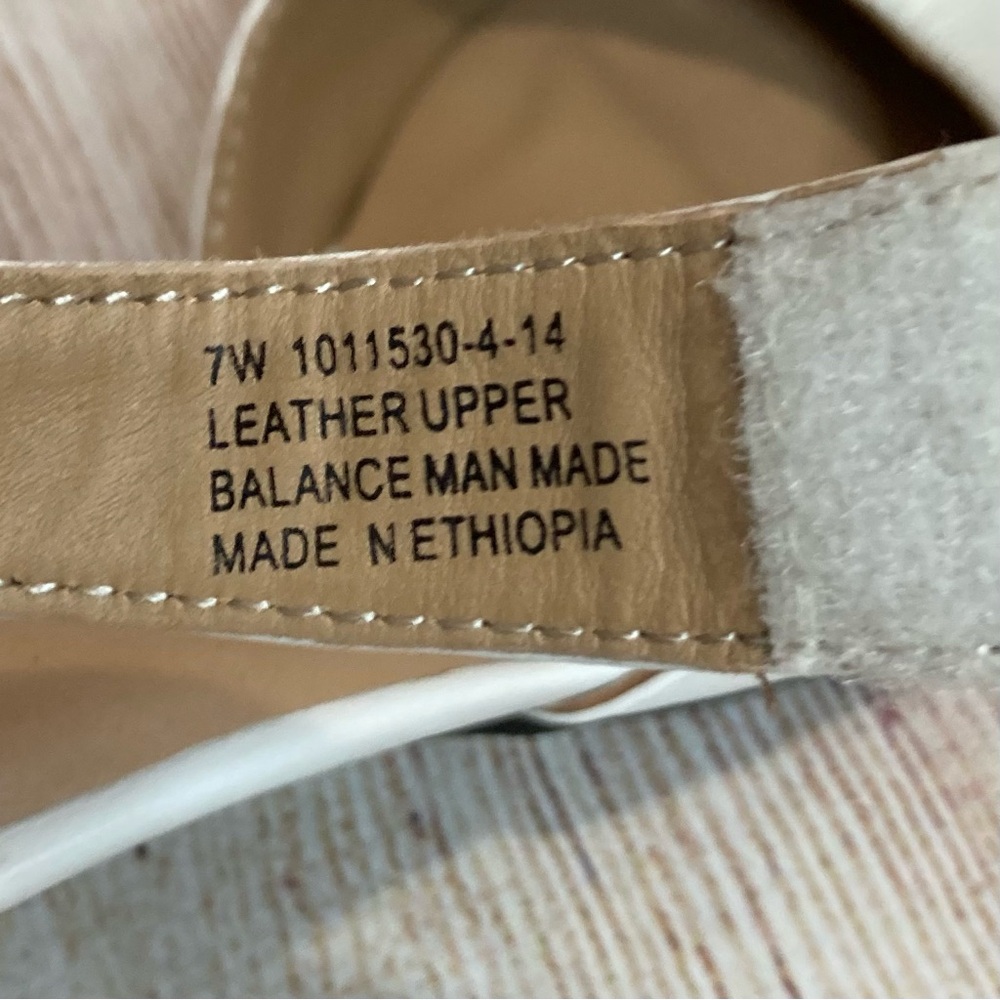 7W 1011530-4-14
LEATHER UPPER
BALANCE MAN MADE
MADE N ETHIOPIA